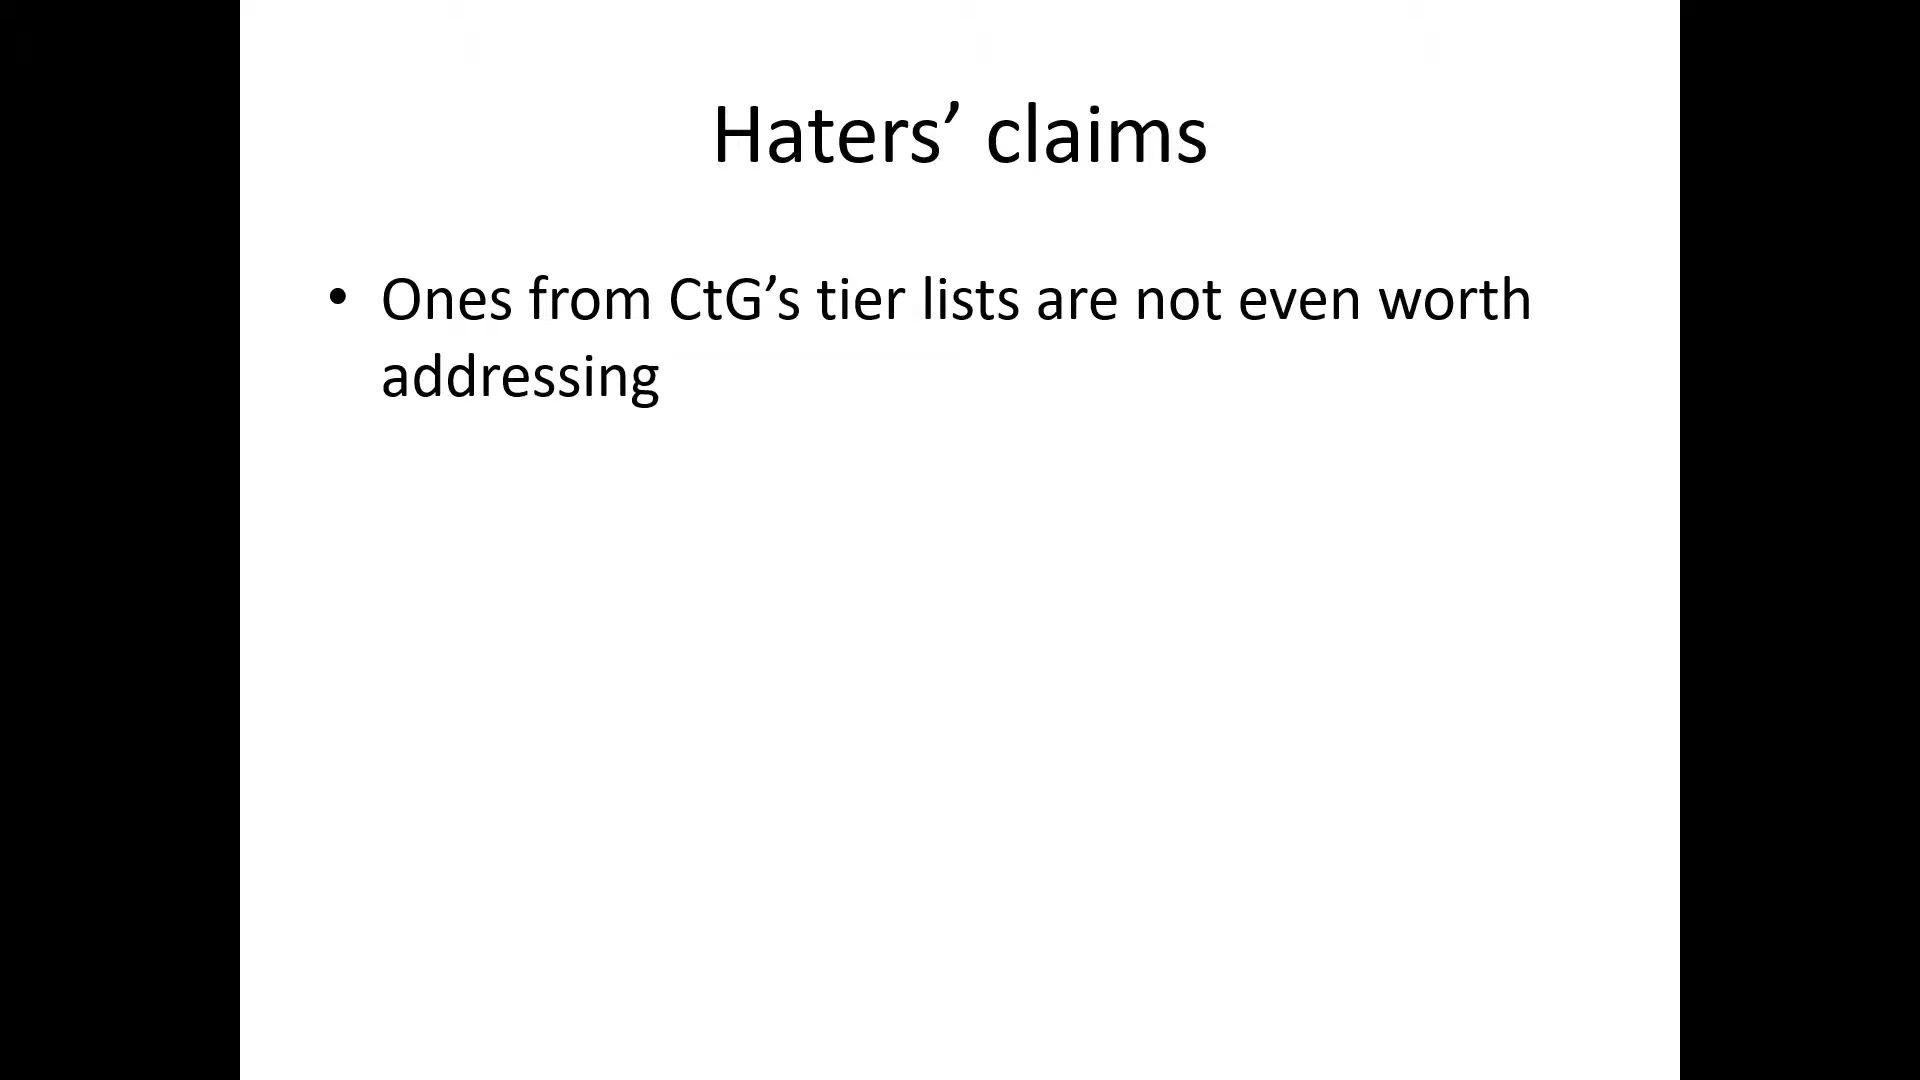 Haters’ claims
• Ones from CtG’s tier lists are not even worth
addressing